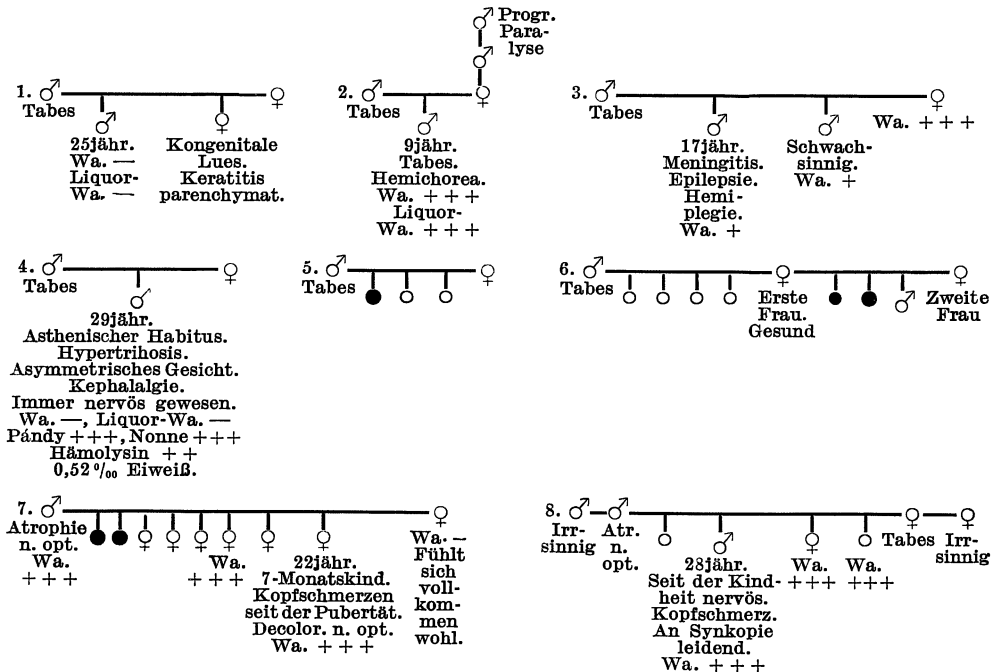 Progr.
Para-
lyse
1.
Tabes
25jähr.
Wa. —
Liquor-
Wa. —
Kongenitale
Lues.
Keratitis
parenchymat.
2.
Tabes
9jähr.
Tabes.
Hemichorea.
Wa. + + +
Liquor-
Wa. + + +
3.
Tabes
17jähr.
Meningitis.
Epilepsie.
Hemi-
plegie.
Wa. +
Schwach-
sinnig.
Wa. +
Wa. + + +
4.
Tabes
29jähr.
Asthenischer Habitus.
Hypertrihosis.
Asymmetrisches Gesicht.
Kephalalgie.
Immer nervös gewesen.
Wa. —, Liquor-Wa. —
Pándy + + +, Nonne + + +
Hämolysin + +
0,52 ‰ Eiweiß.
5.
Tabes
6.
Tabes
Erste
Frau.
Gesund
Zweite
Frau
7.
Atrophie
n. opt.
Wa.
+ + +
Wa.
+ + +
22jähr.
7-Monatskind.
Kopfschmerzen
seit der Pubertät.
Decolor. n. opt.
Wa. + + +
Wa. —
Fühlt
sich
voll-
kom-
men
wohl.
8.
Irr-
sinnig
Atr.
n.
opt.
28jähr.
Seit der Kind-
heit nervös.
Kopfschmerz.
An Synkopie
leidend.
Wa. + + +
Wa.
+++
Wa.
+++
Tabes
Irr-
sinnig